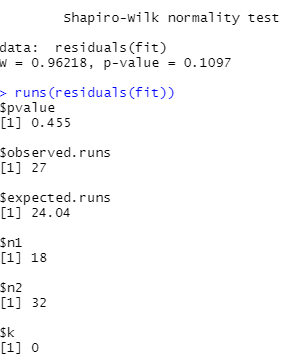 Shapiro-Wilk normality test
data:  residuals(fit)
W = 0.96218, p-value = 0.1097
> runs(residuals(fit))
$pvalue
[1] 0.455
$observed.runs
[1] 27
$expected.runs
[1] 24.04
$n1
[1] 18
$n2
[1] 32
$k
[1] 0